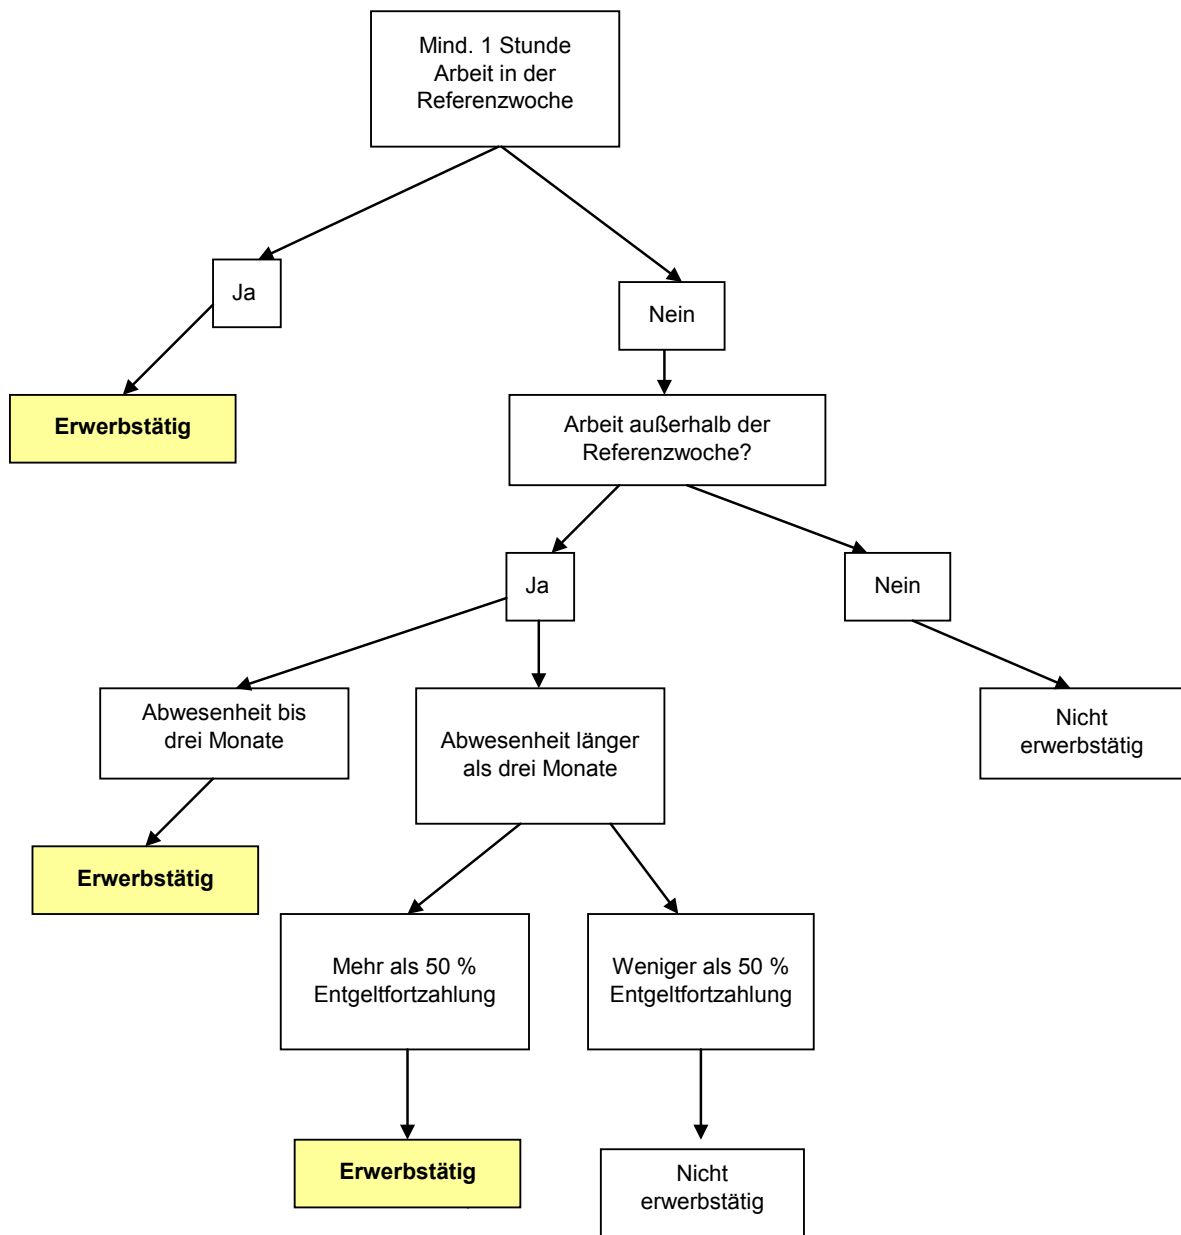 Mind. 1 Stunde
Arbeit in der
Referenzwoche
Ja
Nein
Erwerbstätig
Arbeit außerhalb der
Referenzwoche?
Ja
Nein
Abwesenheit bis
drei Monate
Abwesenheit länger
als drei Monate
Nicht
erwerbstätig
Erwerbstätig
Mehr als 50 %
Entgeltfortzahlung
Weniger als 50 %
Entgeltfortzahlung
Erwerbstätig
Nicht
erwerbstätig